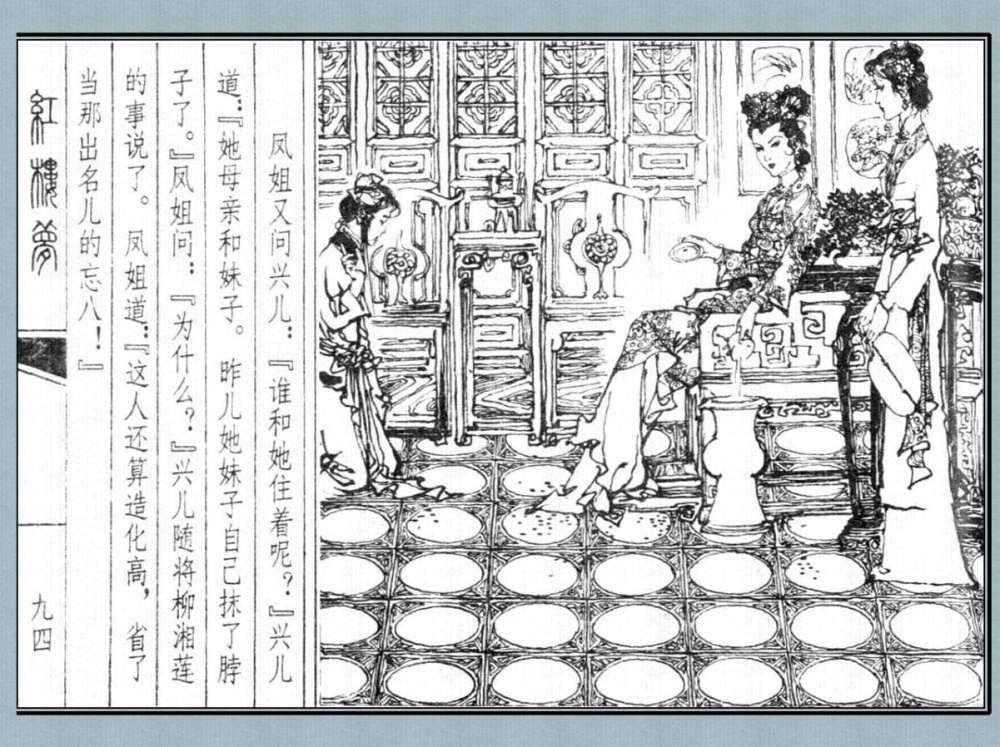 凤姐又问兴儿：『谁和她住着呢？』兴儿
道：『她母亲和妹子。昨儿她妹子自己抹了脖
子了。』凤姐问：『为什么？』兴儿随将柳湘莲
的事说了。凤姐道：『这人还算造化高，省了
当那出名儿的忘八！』
紅樓夢
九四